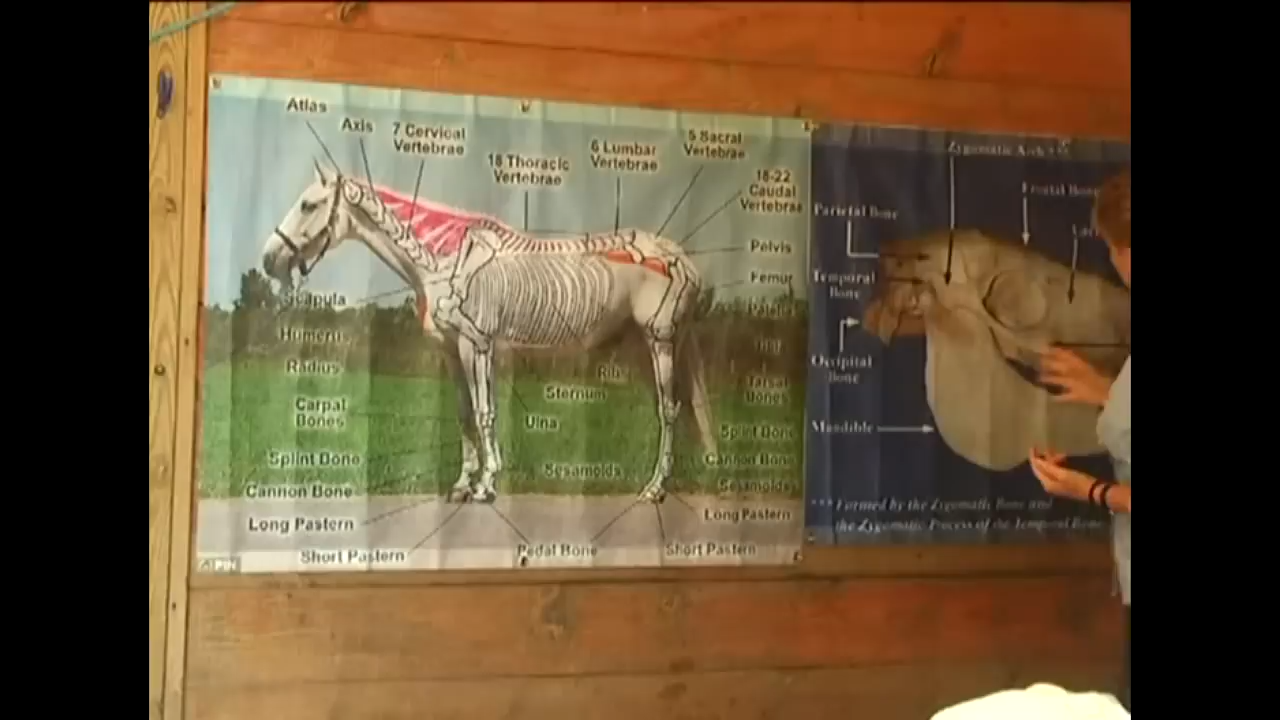 Atlas
Axis
7 Cervical
Vertebrae
18 Thoracic
Vertebrae
6 Lumbar
Vertebrae
5 Sacral
Vertebrae
18-22
Caudal
Vertebrae
Pelvis
Femur
Patella
Scapula
Humerus
Radius
Carpal
Bones
Splint Bone
Cannon Bone
Long Pastern
Short Pastern
Ribs
Sternum
Ulna
Sesamoids
Pedal Bone
Tarsal
Bones
Splint Bone
Cannon Bone
Sesamoids
Long Pastern
Short Pastern
Zygomatic Arch ***
Frontal Bone
Parietal Bone
Temporal
Bone
Occipital
Bone
Mandible
*** Formed by the Zygomatic Bone and
the Zygomatic Process of the Temporal Bone